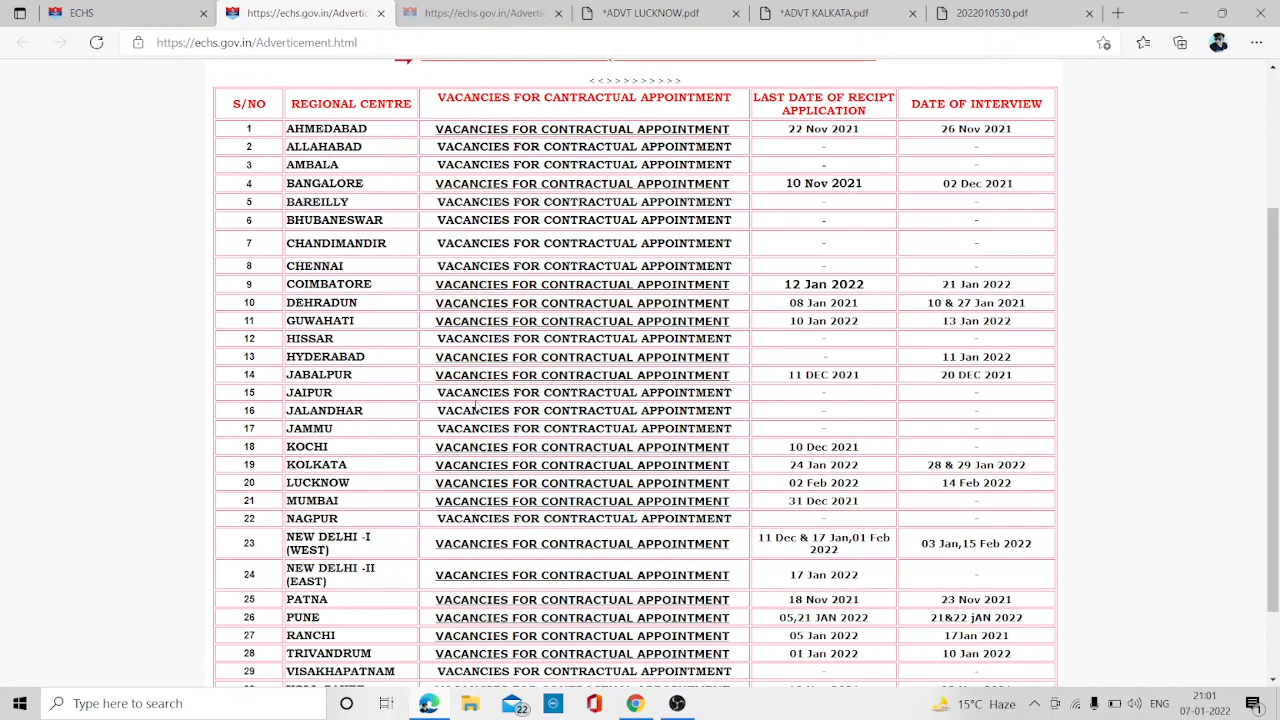 ECHS
ECHS - Advertiseme
ECHS - Advertiseme
*ADVT LUCKNOW.pdf
*ADVT KALKA.pdf
2022010530.pdf
https://echs.gov.in/Adverticement.html
< < > > > > > > > > >
S/NO REGIONAL CENTRE VACANCIES FOR CANTRACTUAL APPOINTMENT LAST DATE OF RECIPT APPLICATION DATE OF INTERVIEW
1 AHMEDABAD VACANCIES FOR CONTRACTUAL APPOINTMENT 22 Nov 2021 26 Nov 2021
2 ALLAHABAD VACANCIES FOR CONTRACTUAL APPOINTMENT - -
3 AMBALA VACANCIES FOR CONTRACTUAL APPOINTMENT - -
4 BANGALORE VACANCIES FOR CONTRACTUAL APPOINTMENT 10 Nov 2021 02 Dec 2021
5 BAREILLY VACANCIES FOR CONTRACTUAL APPOINTMENT - -
6 BHUBANESWAR VACANCIES FOR CONTRACTUAL APPOINTMENT - -
7 CHANDIMANDIR VACANCIES FOR CONTRACTUAL APPOINTMENT - -
8 CHENNAI VACANCIES FOR CONTRACTUAL APPOINTMENT - -
9 COIMBATORE VACANCIES FOR CONTRACTUAL APPOINTMENT 12 Jan 2022 21 Jan 2022
10 DEHRADUN VACANCIES FOR CONTRACTUAL APPOINTMENT 08 Jan 2021 10 & 27 Jan 2021
11 GUWAHATI VACANCIES FOR CONTRACTUAL APPOINTMENT 10 Jan 2022 13 Jan 2022
12 HISSAR VACANCIES FOR CONTRACTUAL APPOINTMENT - -
13 HYDERABAD VACANCIES FOR CONTRACTUAL APPOINTMENT - 11 Jan 2022
14 JABALPUR VACANCIES FOR CONTRACTUAL APPOINTMENT 11 DEC 2021 20 DEC 2021
15 JAIPUR VACANCIES FOR CONTRACTUAL APPOINTMENT - -
16 JALANDHAR VACANCIES FOR CONTRACTUAL APPOINTMENT - -
17 JAMMU VACANCIES FOR CONTRACTUAL APPOINTMENT - -
18 KOCHI VACANCIES FOR CONTRACTUAL APPOINTMENT 10 Dec 2021 -
19 KOLKATA VACANCIES FOR CONTRACTUAL APPOINTMENT 24 Jan 2022 28 & 29 Jan 2022
20 LUCKNOW VACANCIES FOR CONTRACTUAL APPOINTMENT 02 Feb 2022 14 Feb 2022
21 MUMBAI VACANCIES FOR CONTRACTUAL APPOINTMENT 31 Dec 2021 -
22 NAGPUR VACANCIES FOR CONTRACTUAL APPOINTMENT - -
23 NEW DELHI -I (WEST) VACANCIES FOR CONTRACTUAL APPOINTMENT 11 Dec & 17 Jan,01 Feb 2022 03 Jan,15 Feb 2022
24 NEW DELHI -II (EAST) VACANCIES FOR CONTRACTUAL APPOINTMENT 17 Jan 2022 -
25 PATNA VACANCIES FOR CONTRACTUAL APPOINTMENT 18 Nov 2021 23 Nov 2021
26 PUNE VACANCIES FOR CONTRACTUAL APPOINTMENT 05,21 JAN 2022 21&22 jAN 2022
27 RANCHI VACANCIES FOR CONTRACTUAL APPOINTMENT 05 Jan 2022 17Jan 2021
28 TRIVANDRUM VACANCIES FOR CONTRACTUAL APPOINTMENT 01 Jan 2022 10 Jan 2022
29 VISAKHAPATNAM VACANCIES FOR CONTRACTUAL APPOINTMENT - -
Type here to search
22
15°C Haze
ENG
21:01
07-01-2022
1